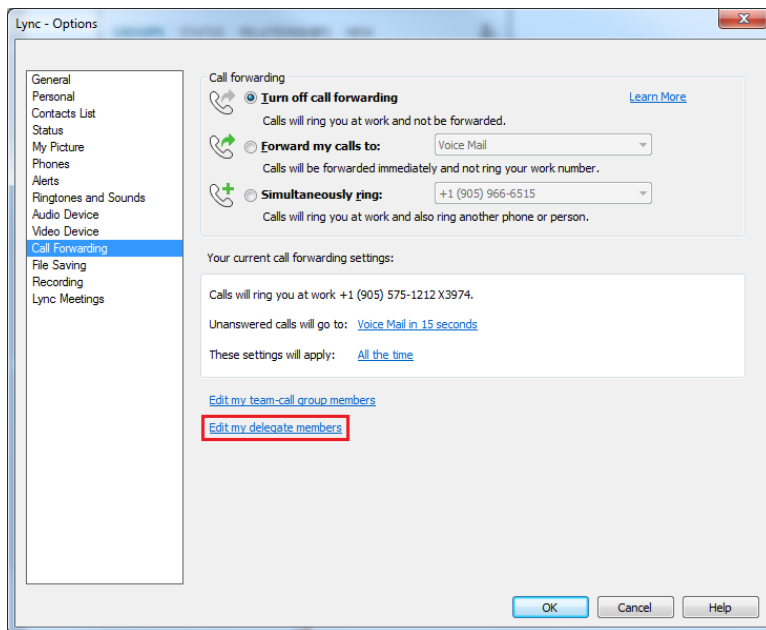 Lync - Options
General
Personal
Contacts List
Status
My Picture
Phones
Alerts
Ringtones and Sounds
Audio Device
Video Device
Call Forwarding
File Saving
Recording
Lync Meetings
Call forwarding
Turn off call forwarding
Learn More
Calls will ring you at work and not be forwarded.
Forward my calls to:
Voice Mail
Calls will be forwarded immediately and not ring your work number.
Simultaneously ring:
+1 (905) 966-6515
Calls will ring you at work and also ring another phone or person.
Your current call forwarding settings:
Calls will ring you at work +1 (905) 575-1212 X3974.
Unanswered calls will go to: Voice Mail in 15 seconds
These settings will apply: All the time
Edit my team-call group members
Edit my delegate members
OK
Cancel
Help